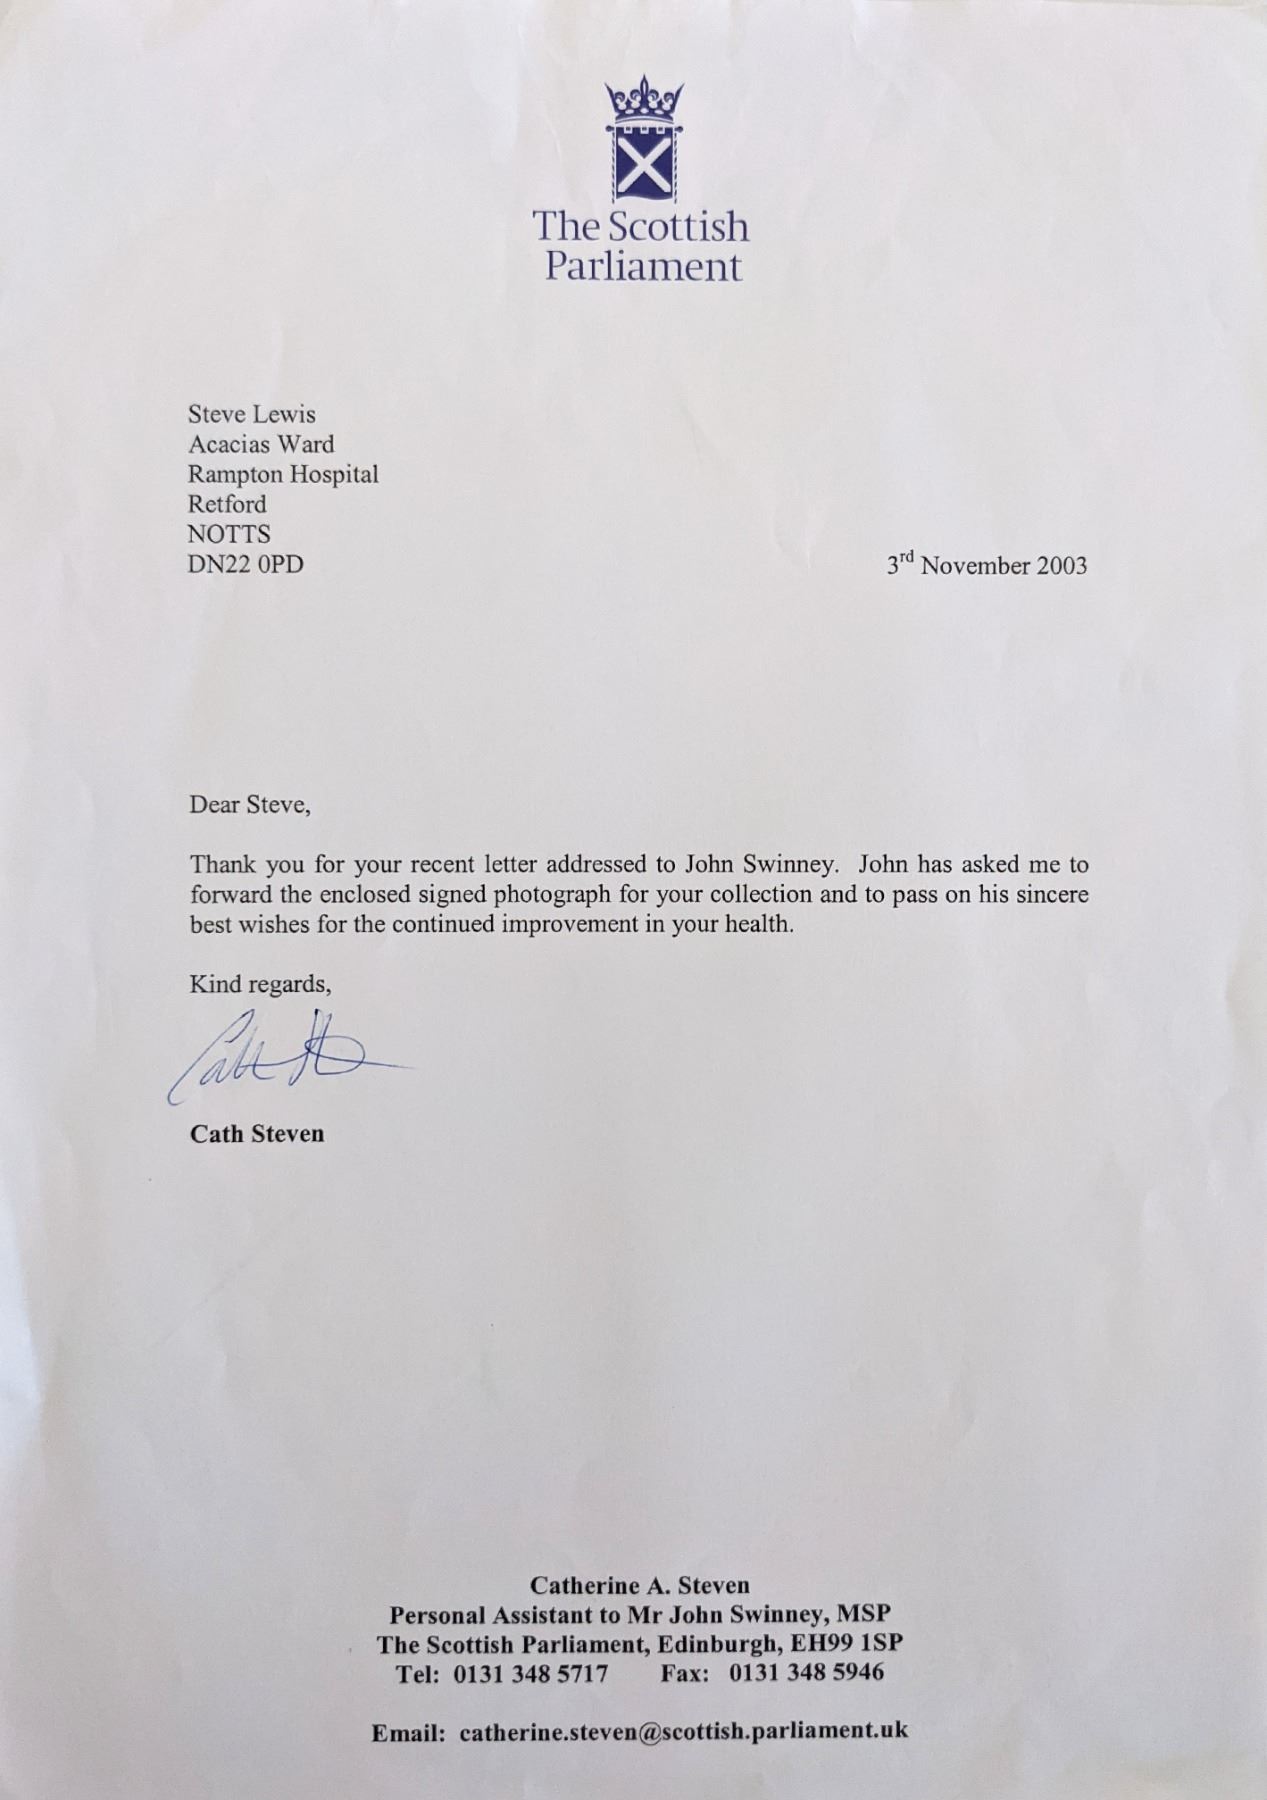 The Scottish
Parliament
Steve Lewis
Acacias Ward
Rampton Hospital
Retford
NOTTS
DN22 0PD
3rd November 2003
Dear Steve,
Thank you for your recent letter addressed to John Swinney.  John has asked me to
forward the enclosed signed photograph for your collection and to pass on his sincere
best wishes for the continued improvement in your health.
Kind regards,
Cath Steven
Catherine A. Steven
Personal Assistant to Mr John Swinney, MSP
The Scottish Parliament, Edinburgh, EH99 1SP
Tel:  0131 348 5717  Fax:  0131 348 5946
Email:  catherine.steven@scottish.parliament.uk